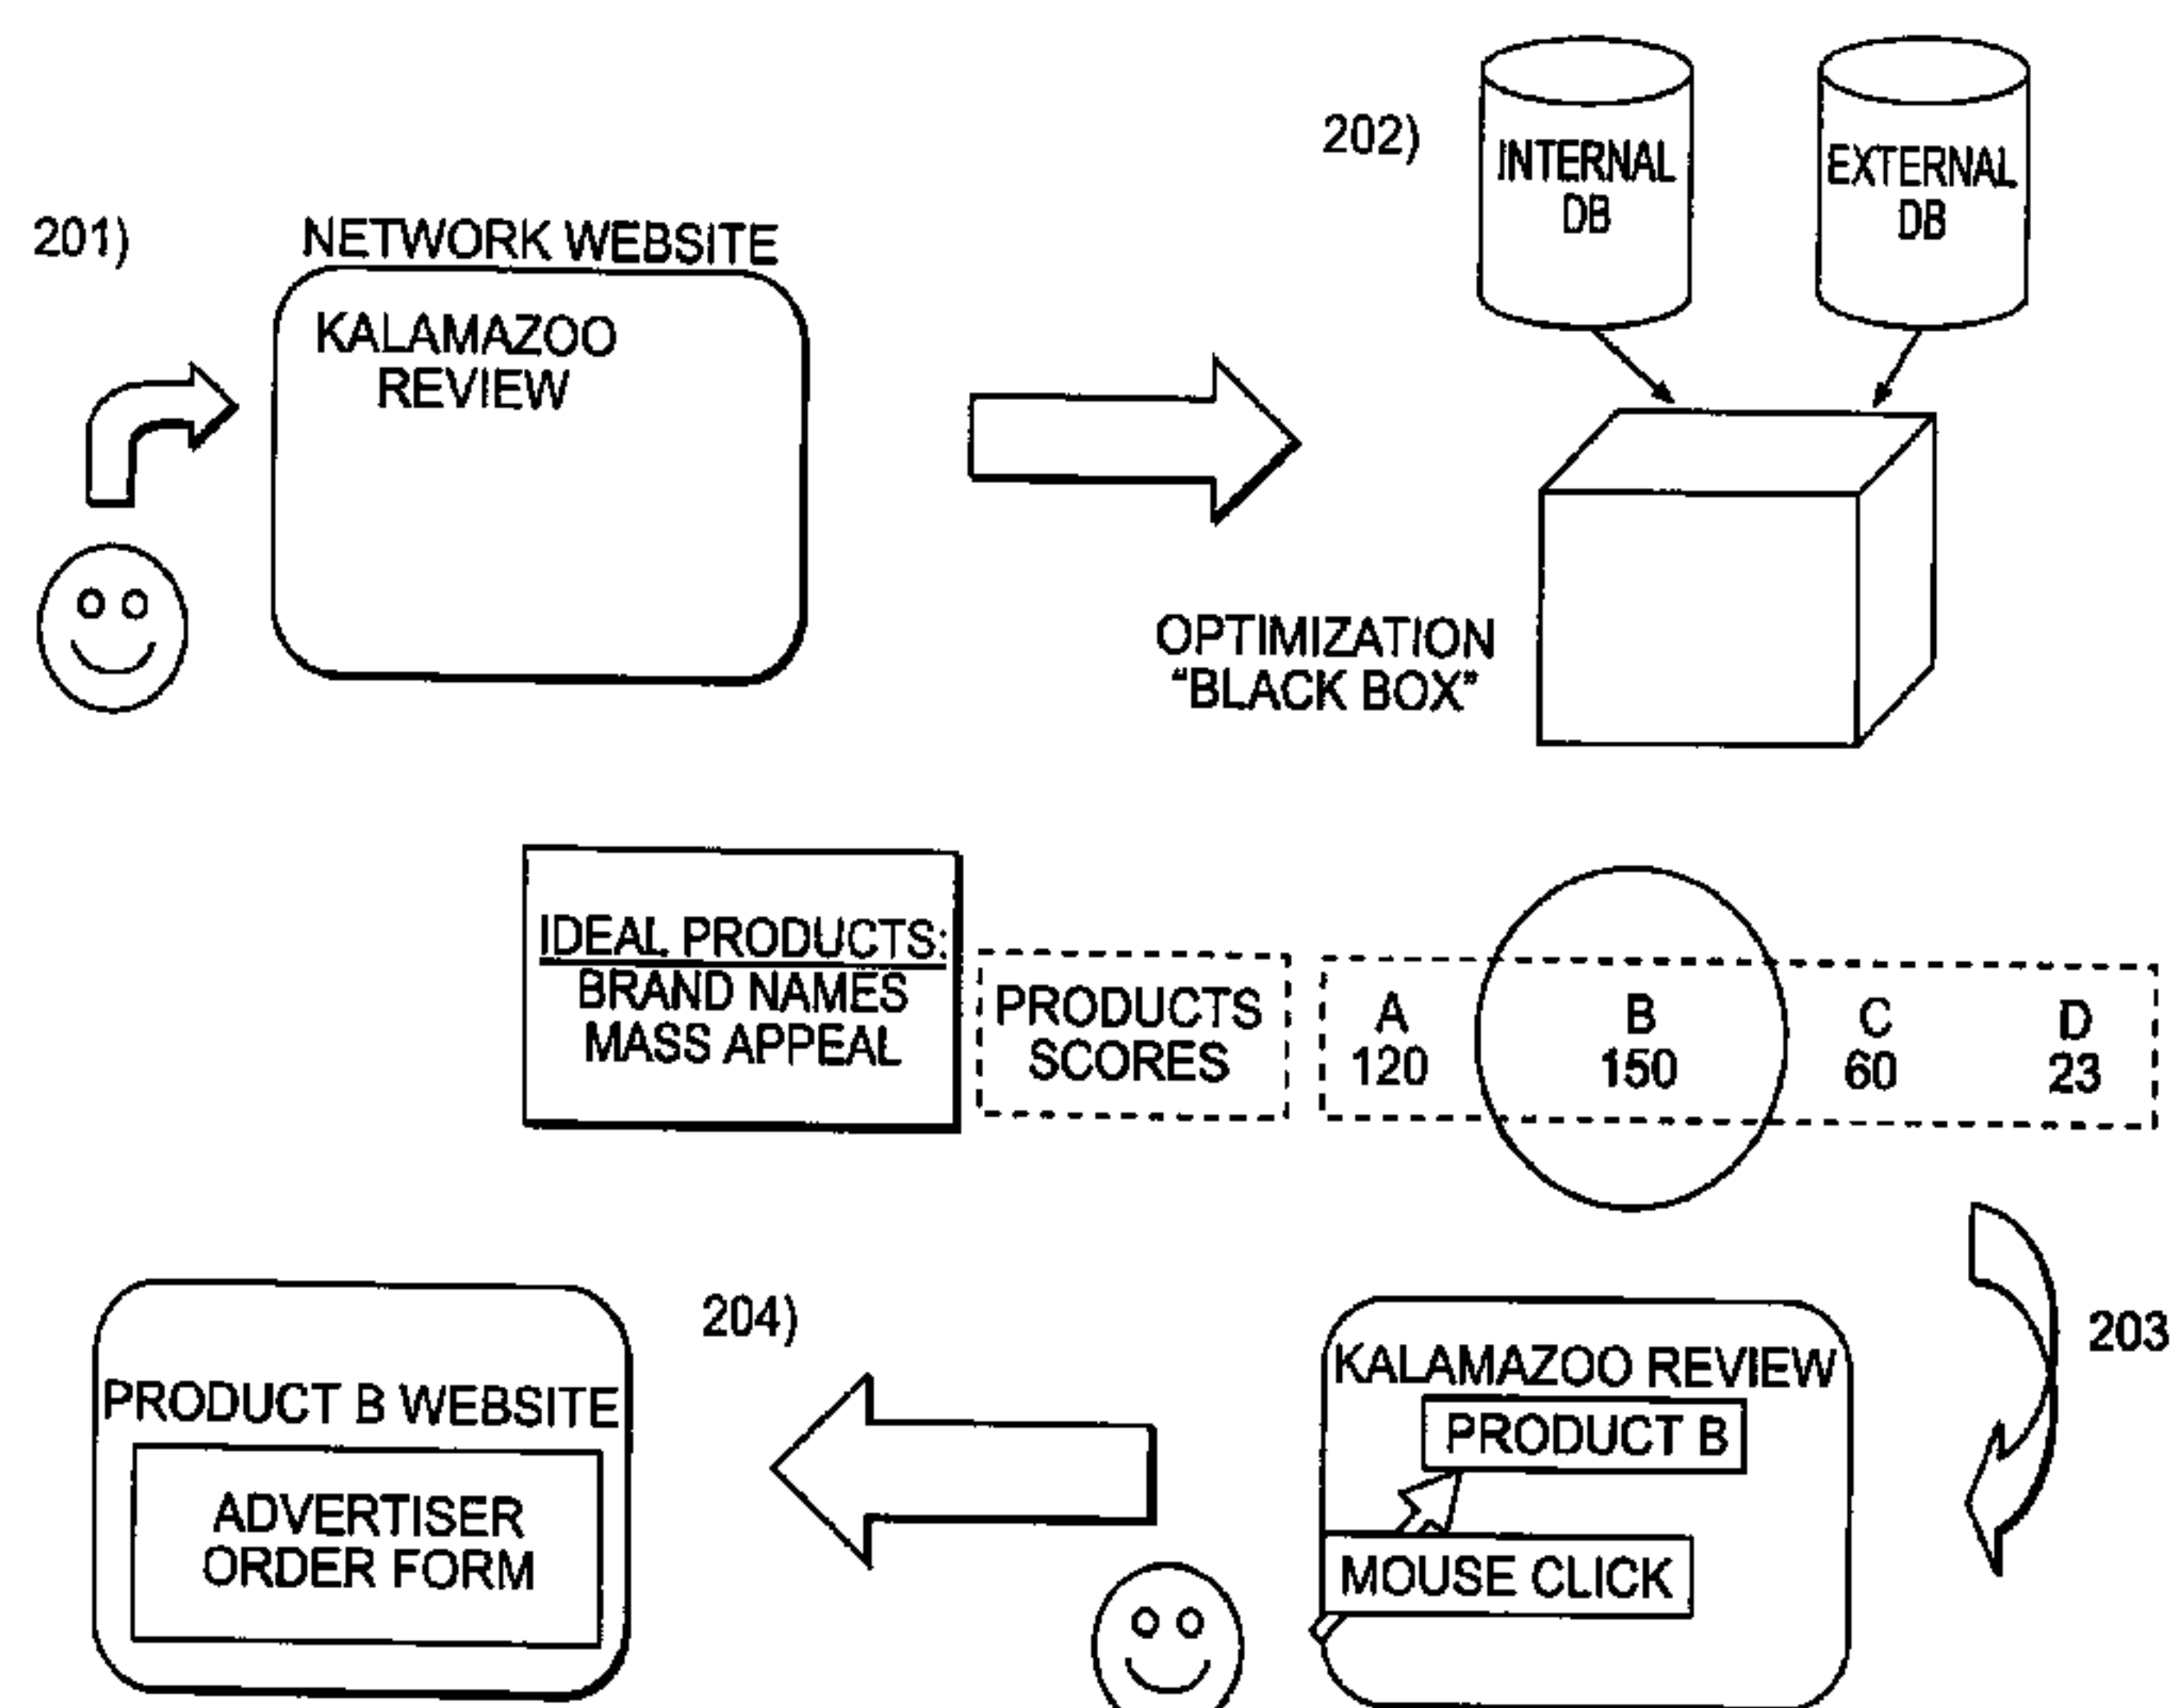 201)
NETWORK WEBSITE
KALAMAZOO
REVIEW
202)
INTERNAL
DB
EXTERNAL
DB
OPTIMIZATION
"BLACK BOX"
IDEAL PRODUCTS:
BRAND NAMES
MASS APPEAL
PRODUCTS
SCORES
A
120
B
150
C
60
D
23
203
KALAMAZOO REVIEW
PRODUCT B
MOUSE CLICK
204)
PRODUCT B WEBSITE
ADVERTISER
ORDER FORM